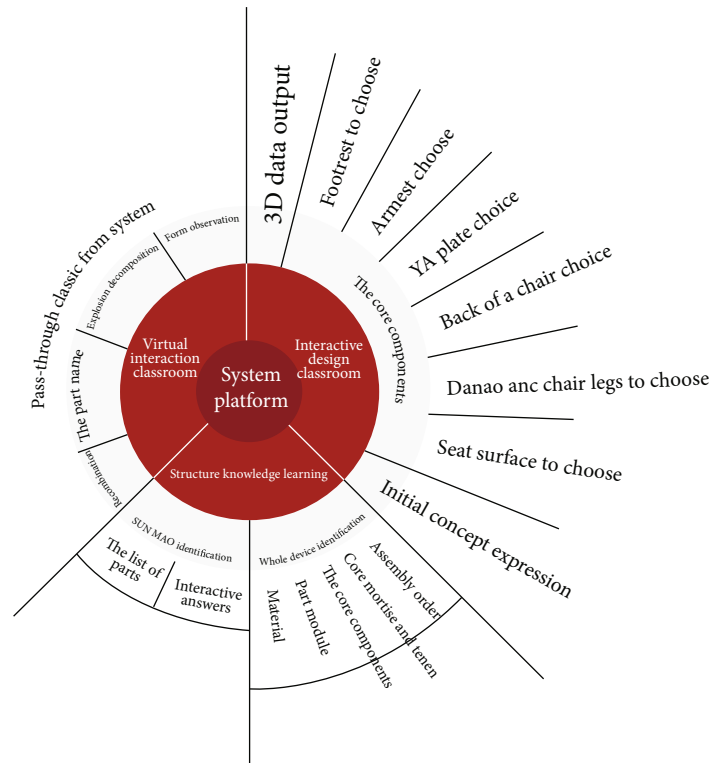 System
platform
Virtual
interaction
classroom
Interactive
design
classroom
Structure knowledge learning
3D data output
Footrest to choose
Armest choose
YA plate choice
Back of a chair choice
Danao anc chair legs to choose
Seat surface to choose
The core components
Initial concept expression
Whole device identification
Assembly order
Core mortise and tenen
The core components
Part module
Material
SUN MAO identification
Interactive
answers
The list of
parts
Recombination
The part name
Explosion decomposition
Form observation
Pass-through classic from system